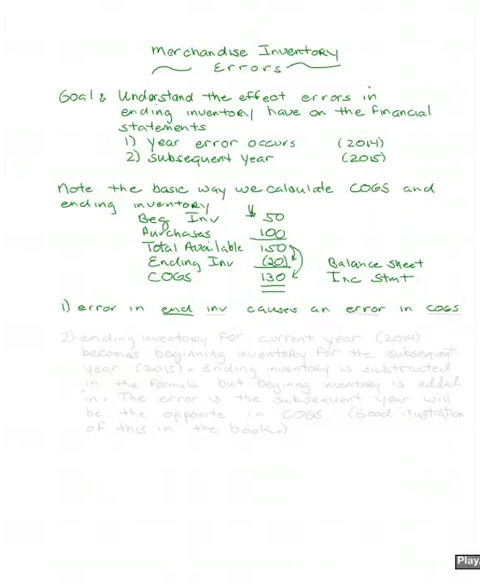 Merchandise Inventory
Errors
Goal: Understand the effect errors in
ending inventory have on the financial
statements
1) year error occurs (2014)
2) subsequent year (2015)
Note the basic way we calculate COGS and
ending inventory
Beg Inv $ 50
Purchases 100
Total Available 150
Ending Inv (20) Balance Sheet
COGS 130 Inc Stmt
1) error in end inv causes an error in COGS
2) ending inventory for current year (2014)
becomes beginning inventory for the subsequent
year (2015). Ending inventory is subtracted
in the formula but beginning inventory is added
in. The error is the subsequent year will
be the opposite in COGS. (Good illustration
of this in the book.)
Play